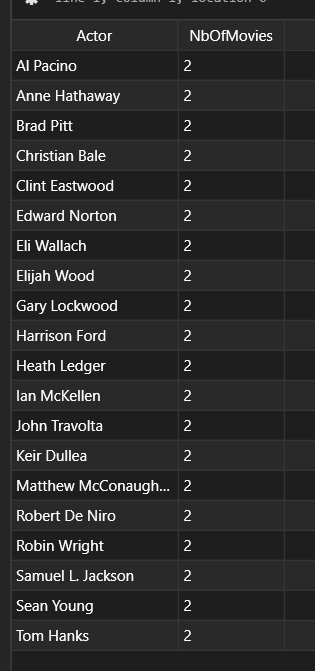 line 1, column 1, location 0
Actor NbOfMovies
Al Pacino 2
Anne Hathaway 2
Brad Pitt 2
Christian Bale 2
Clint Eastwood 2
Edward Norton 2
Eli Wallach 2
Elijah Wood 2
Gary Lockwood 2
Harrison Ford 2
Heath Ledger 2
Ian McKellen 2
John Travolta 2
Keir Dullea 2
Matthew McConaugh... 2
Robert De Niro 2
Robin Wright 2
Samuel L. Jackson 2
Sean Young 2
Tom Hanks 2